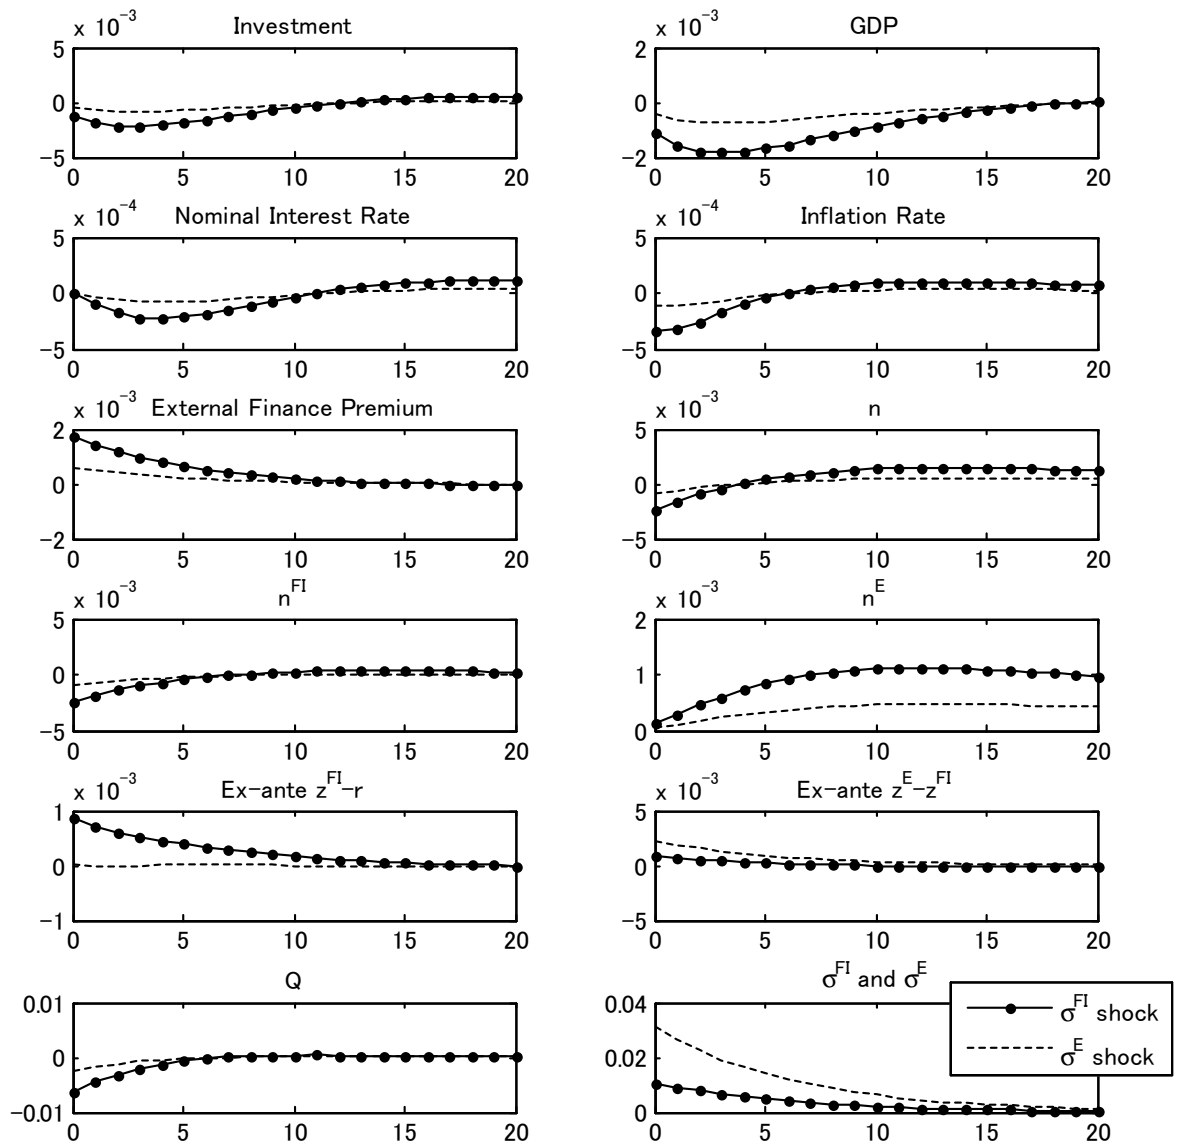 x 10^-3 Investment
5
0
-5
0 5 10 15 20
x 10^-3 GDP
2
0
-2
0 5 10 15 20
x 10^-4 Nominal Interest Rate
5
0
-5
0 5 10 15 20
x 10^-4 Inflation Rate
5
0
-5
0 5 10 15 20
x 10^-3 External Finance Premium
2
0
-2
0 5 10 15 20
x 10^-3 n
5
0
-5
0 5 10 15 20
x 10^-3 n^FI
5
0
-5
0 5 10 15 20
x 10^-3 n^E
2
1
0
0 5 10 15 20
x 10^-3 Ex-ante z^FI-r
1
0
-1
0 5 10 15 20
x 10^-3 Ex-ante z^E-z^FI
5
0
-5
0 5 10 15 20
Q
0.01
0
-0.01
0 5 10 15 20
σ^FI and σ^E
0.04
0.02
0
0 5 10 15 20
σ^FI shock
σ^E shock